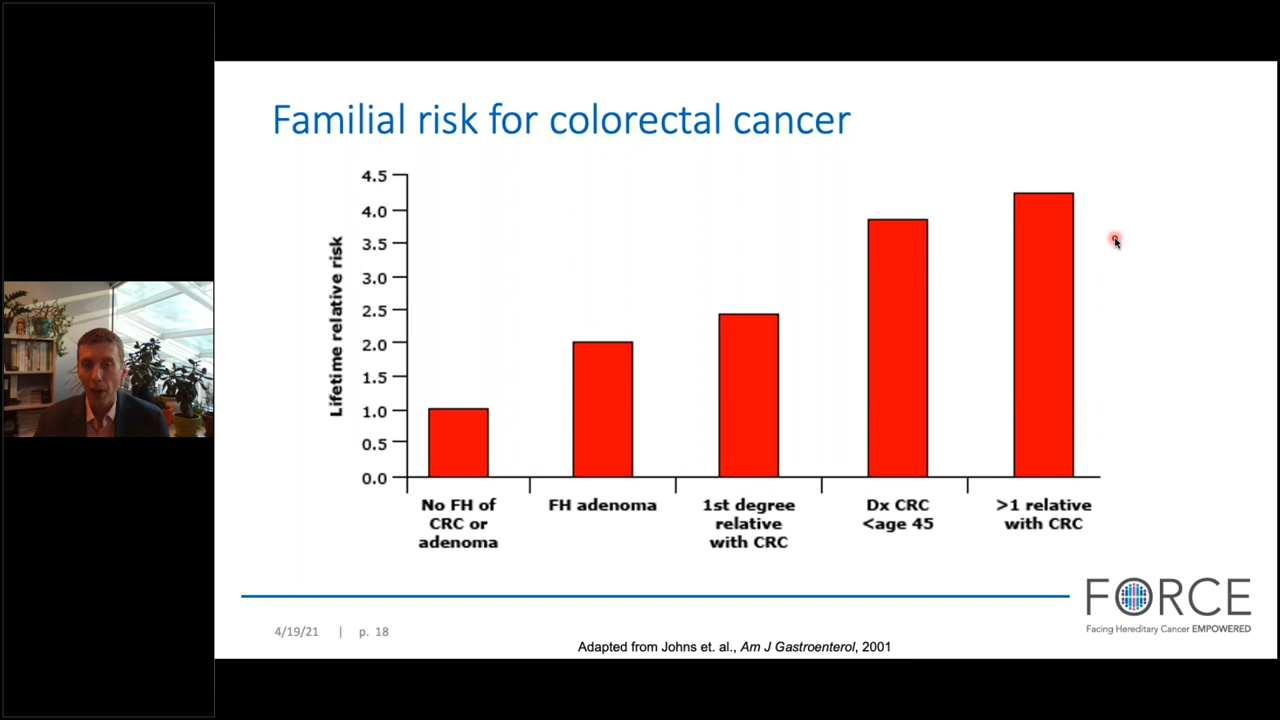 Familial risk for colorectal cancer
Lifetime relative risk
4.5
4.0
3.5
3.0
2.5
2.0
1.5
1.0
0.5
0.0
No FH of
CRC or
adenoma
FH adenoma
1st degree
relative
with CRC
Dx CRC
<age 45
>1 relative
with CRC
FORCE
Facing Hereditary Cancer EMPOWERED
4/19/21 | p. 18
Adapted from Johns et. al., Am J Gastroenterol, 2001